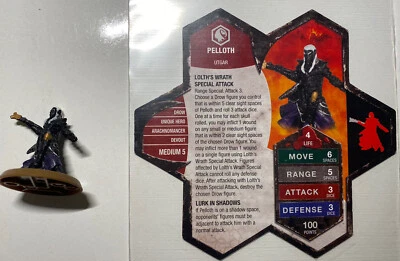 PELLOTH
UTGAR
DROW
UNIQUE HERO
ARACHNOMANCER
DEVOUT
MEDIUM 5
LOLTH'S WRATH
SPECIAL ATTACK
Range Special. Attack 3.
Choose a Drow figure you control
that is within 5 clear sight spaces
of Pelloth and roll 3 attack dice
One at a time for each skull
rolled, you may inflict 1 wound on
any small or medium figure
that is within 2 clear sight spaces
of the chosen Drow figure. You
may inflict more than 1 wound
on a single figure using Lolth's
Wrath Special Attack. Figures
affected by Lolth's Wrath Special
Attack cannot roll any defense
dice. After attacking with Lolth's
Wrath Special Attack, destroy the
chosen Drow figure.
LURK IN SHADOWS
If Pelloth is on a shadow space,
opponents' figures must be
adjacent to attack him with a
normal attack.
4
LIFE
MOVE 6
SPACES
RANGE 5
SPACES
ATTACK 3
DICE
DEFENSE 3
DICE
100
POINTS